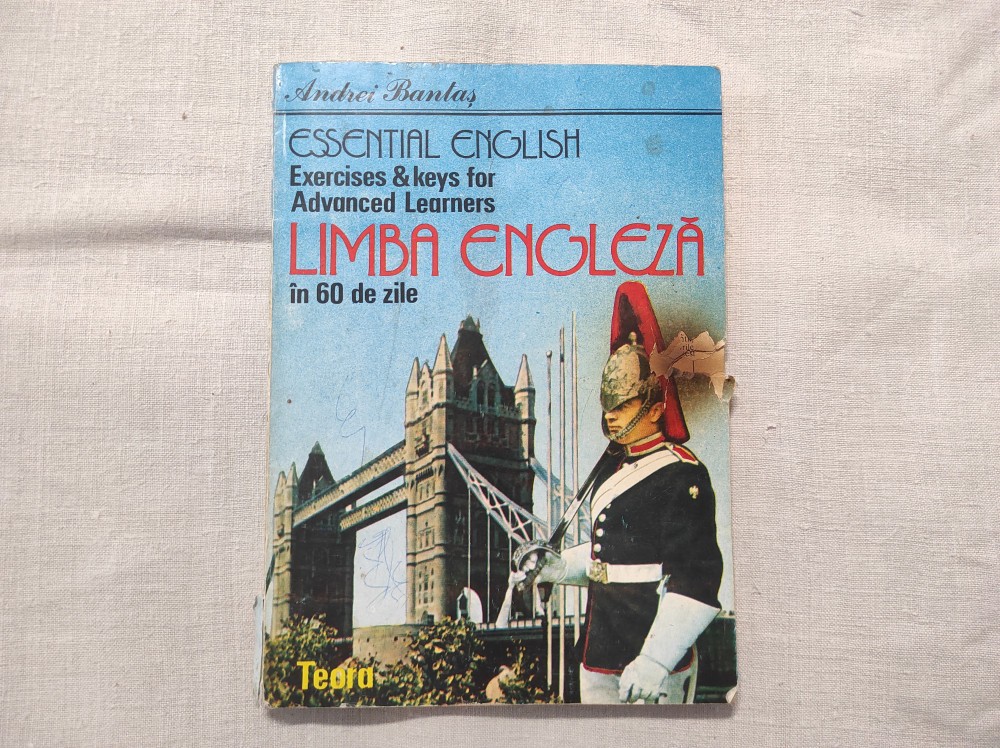 Andrei Bantaș
ESSENTIAL ENGLISH
Exercises & keys for
Advanced Learners
LIMBA ENGLEZĂ
în 60 de zile
Teora